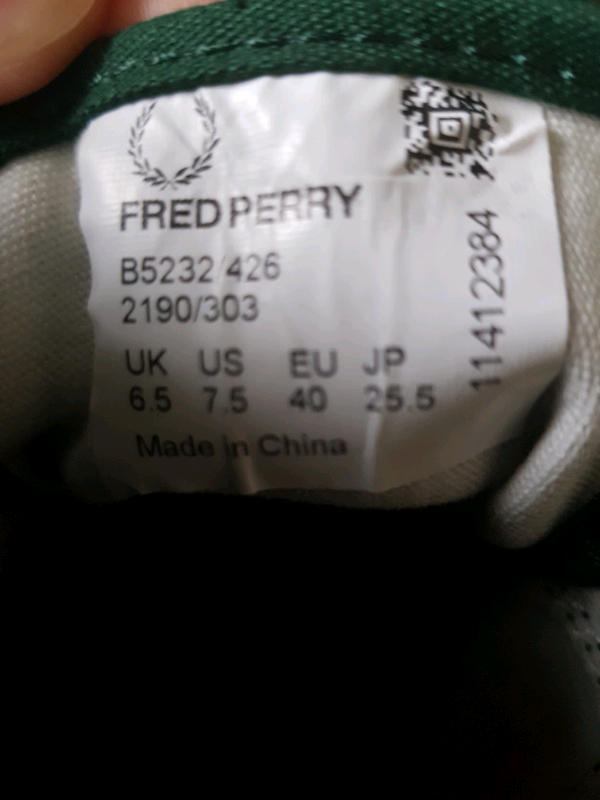 FRED PERRY
B5232/426
2190/303
UK US EU JP
6.5 7.5 40 25.5
Made in China
11412384